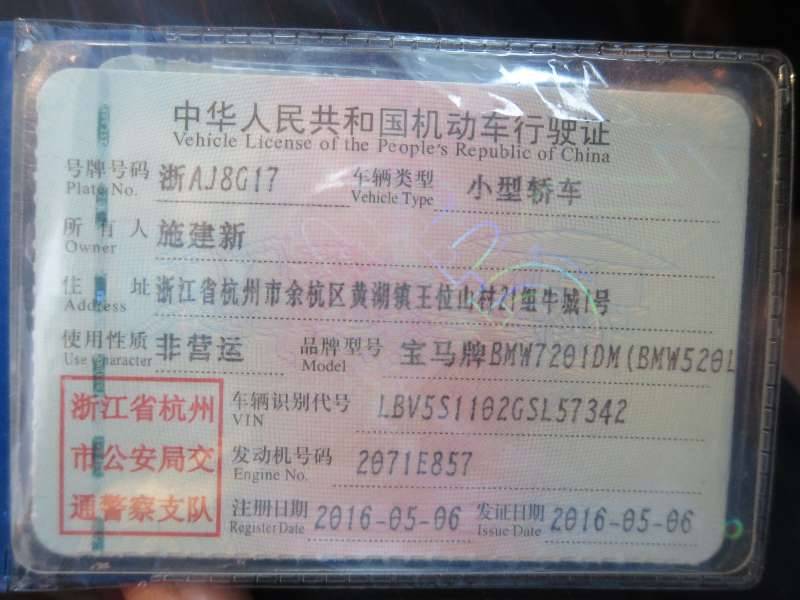 中华人民共和国机动车行驶证
Vehicle License of the People's Republic of China
号牌号码 浙AJ8G17 车辆类型 小型轿车
Plate No. Vehicle Type
所有人 施建新
Owner
住址 浙江省杭州市余杭区黄湖镇王位山村21组牛城1号
Address
使用性质 非营运 品牌型号 宝马牌BMW7201DM(BMW520L
Use Character Model
浙江省杭州
市公安局交
通警察支队
车辆识别代号 LBV5S1102GSL57342
VIN
发动机号码 2071E857
Engine No.
注册日期 2016-05-06 发证日期 2016-05-06
Register Date Issue Date